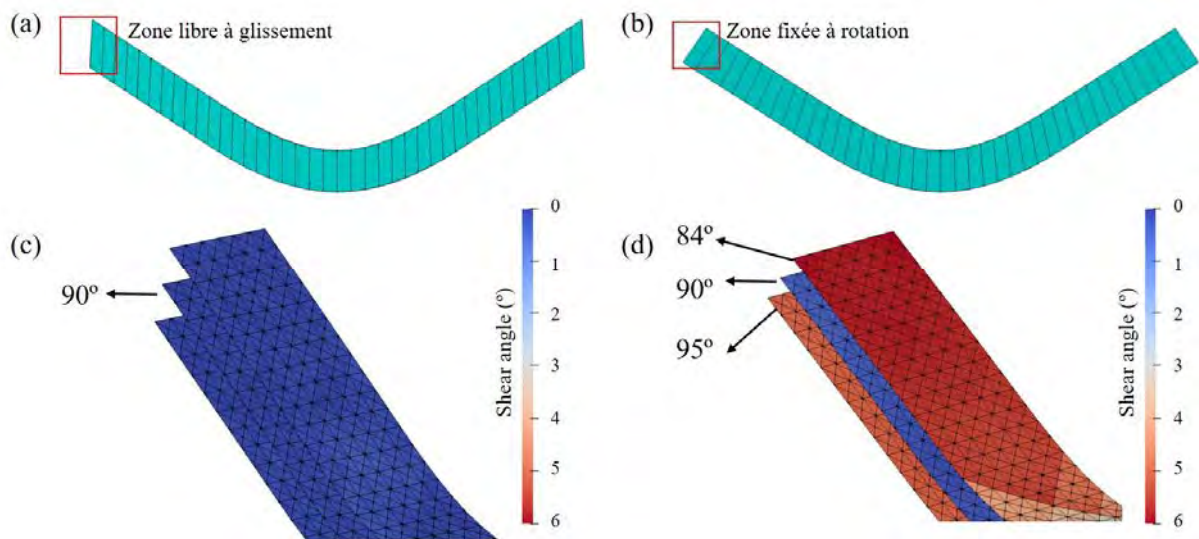 (a)
Zone libre à glissement
(b)
Zone fixée à rotation
(c)
90º
Shear angle (º)
0
1
2
3
4
5
6
(d)
84º
90º
95º
Shear angle (º)
0
1
2
3
4
5
6